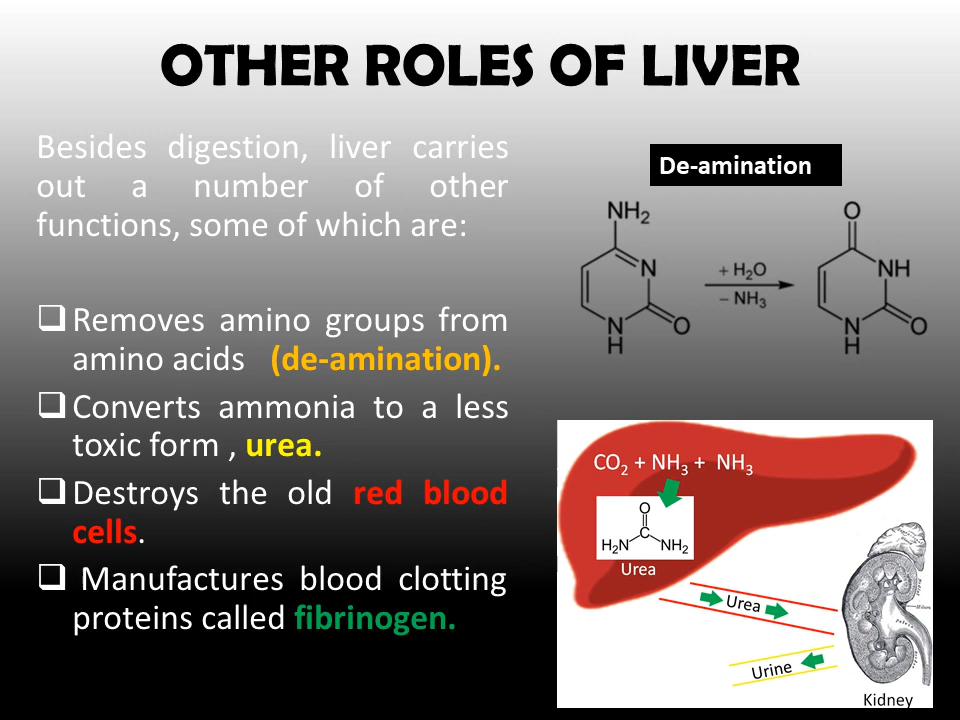 OTHER ROLES OF LIVER
Besides digestion, liver carries
out a number of other
functions, some of which are:
Removes amino groups from
amino acids (de-amination).
Converts ammonia to a less
toxic form , urea.
Destroys the old red blood
cells.
Manufactures blood clotting
proteins called fibrinogen.
De-amination
NH₂
N
N
H
O
+ H₂O
− NH₃
O
NH
N
H
O
CO₂ + NH₃ + NH₃
O
C
H₂N NH₂
Urea
Urea
Urine
Kidney